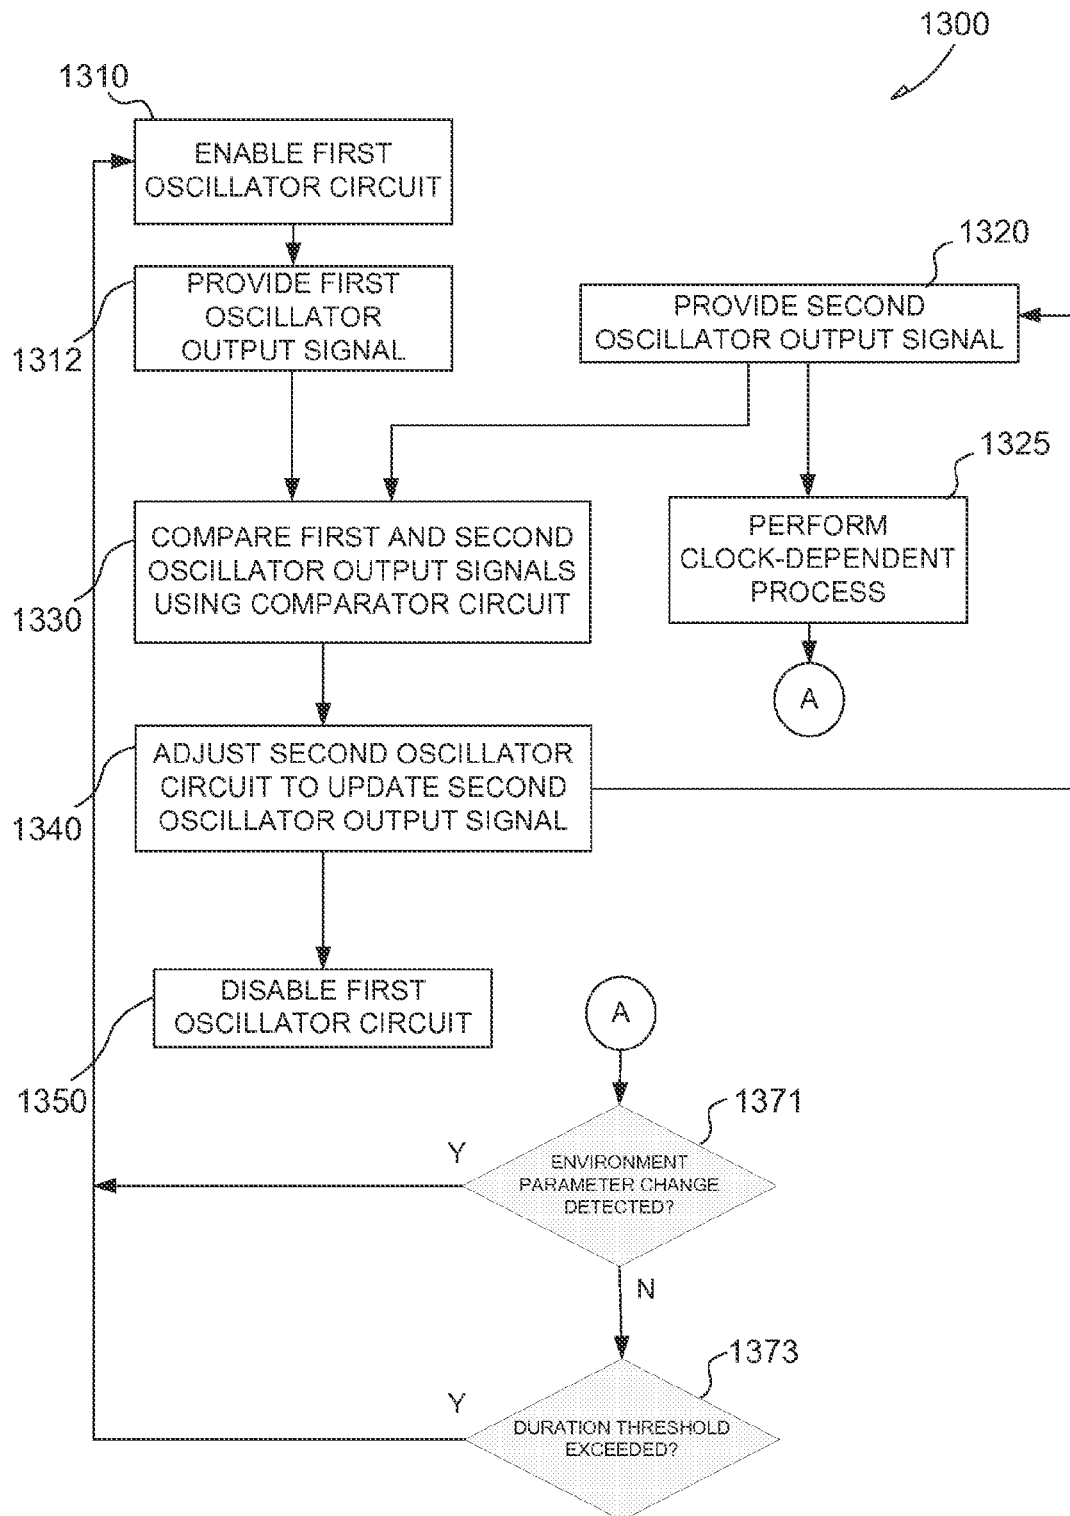 1300
1310
ENABLE FIRST
OSCILLATOR CIRCUIT
1312
PROVIDE FIRST
OSCILLATOR
OUTPUT SIGNAL
1320
PROVIDE SECOND
OSCILLATOR OUTPUT SIGNAL
1325
PERFORM
CLOCK-DEPENDENT
PROCESS
A
1330
COMPARE FIRST AND SECOND
OSCILLATOR OUTPUT SIGNALS
USING COMPARATOR CIRCUIT
1340
ADJUST SECOND OSCILLATOR
CIRCUIT TO UPDATE SECOND
OSCILLATOR OUTPUT SIGNAL
1350
DISABLE FIRST
OSCILLATOR CIRCUIT
A
1371
Y
ENVIRONMENT
PARAMETER CHANGE
DETECTED?
N
1373
Y
DURATION THRESHOLD
EXCEEDED?